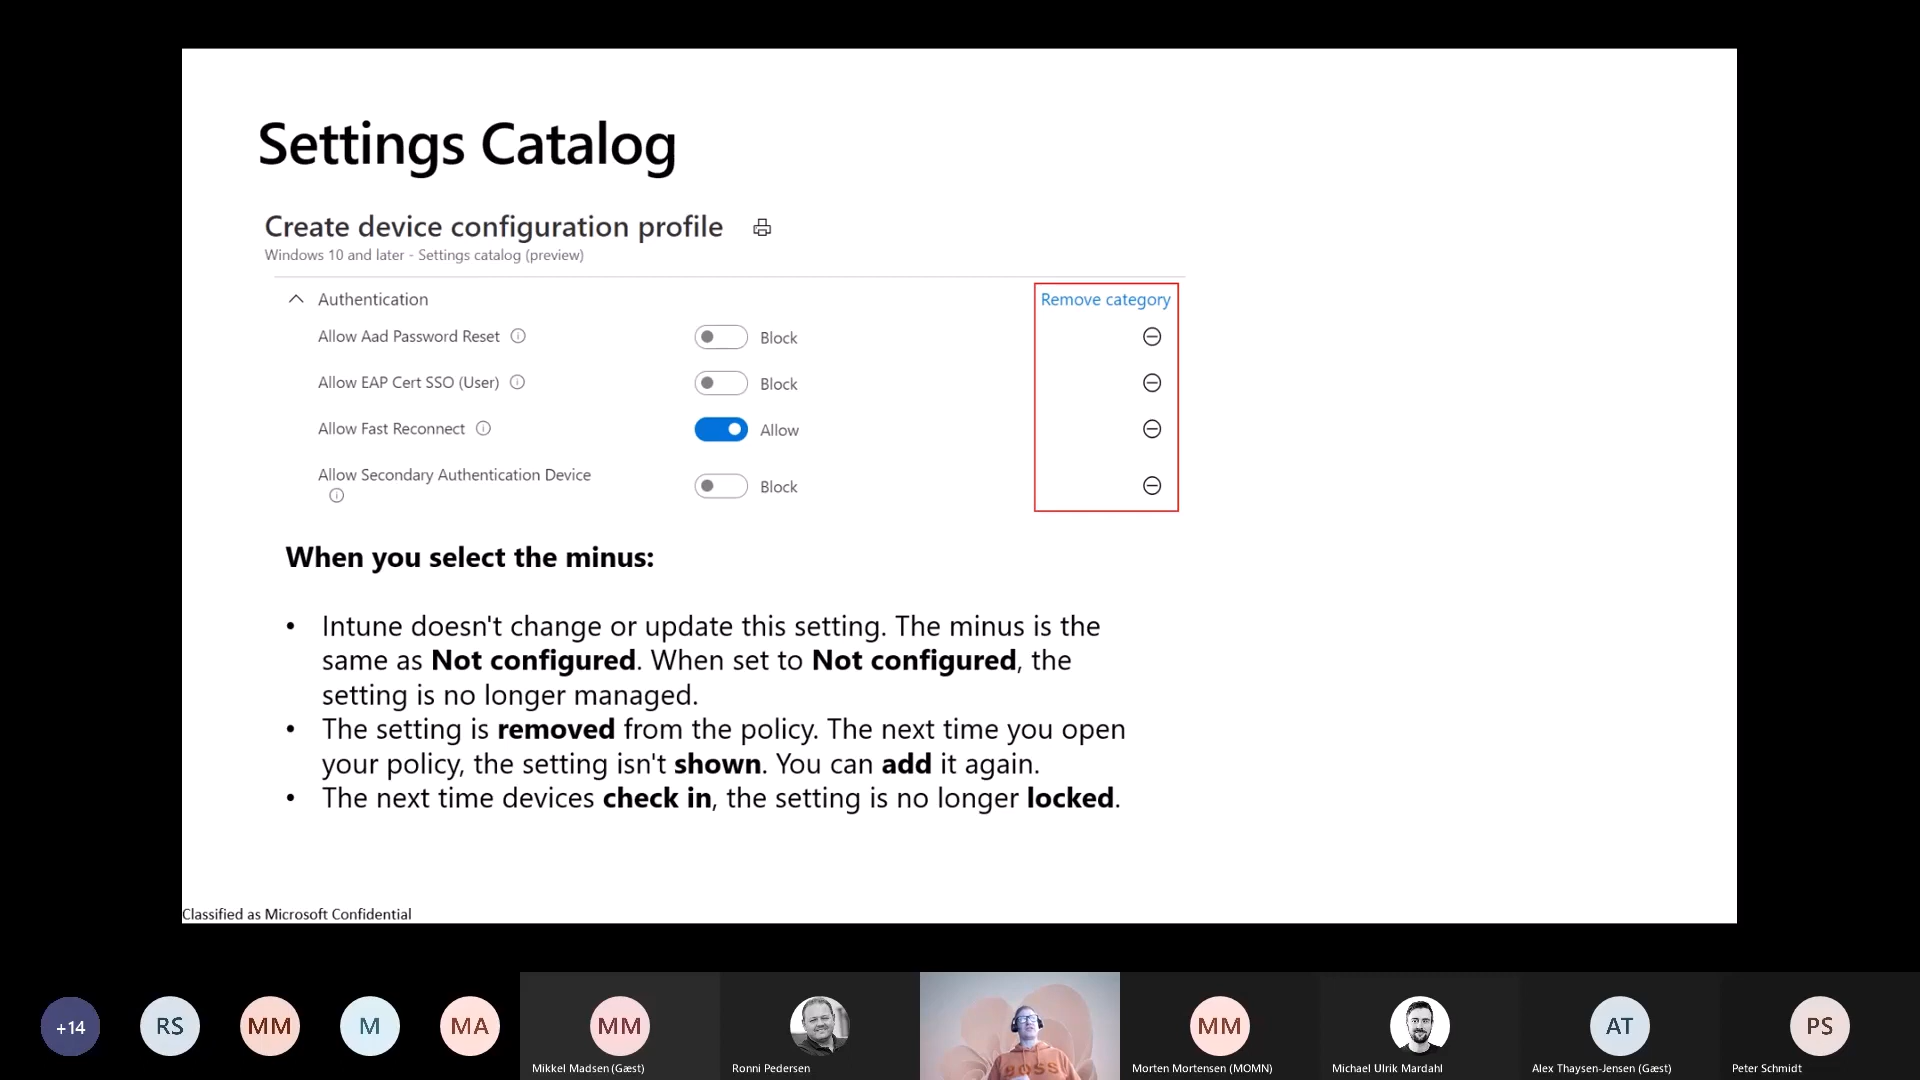 Settings Catalog
Create device configuration profile
Windows 10 and later - Settings catalog (preview)
Authentication
Remove category
Allow Aad Password Reset
Block
Allow EAP Cert SSO (User)
Block
Allow Fast Reconnect
Allow
Allow Secondary Authentication Device
Block
When you select the minus:
• Intune doesn't change or update this setting. The minus is the
same as Not configured. When set to Not configured, the
setting is no longer managed.
• The setting is removed from the policy. The next time you open
your policy, the setting isn't shown. You can add it again.
• The next time devices check in, the setting is no longer locked.
Classified as Microsoft Confidential
+14
RS
MM
M
MA
MM
Mikkel Madsen (Gæst)
Ronni Pedersen
BOSS
MM
Morten Mortensen (MOMN)
Michael Ulrik Mardahl
AT
Alex Thaysen-Jensen (Gæst)
PS
Peter Schmidt